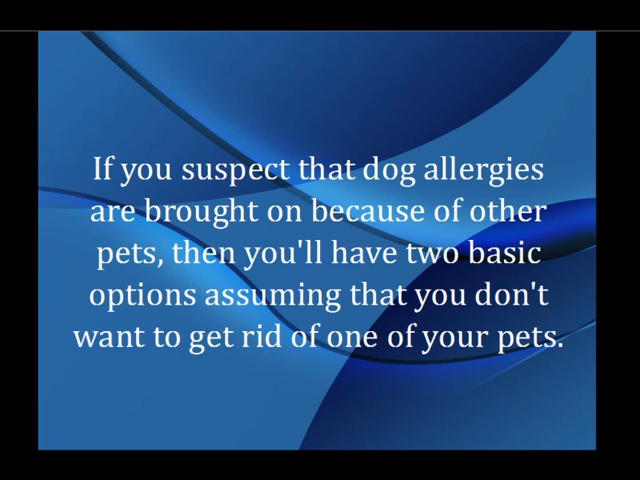 If you suspect that dog allergies
are brought on because of other
pets, then you'll have two basic
options assuming that you don't
want to get rid of one of your pets.